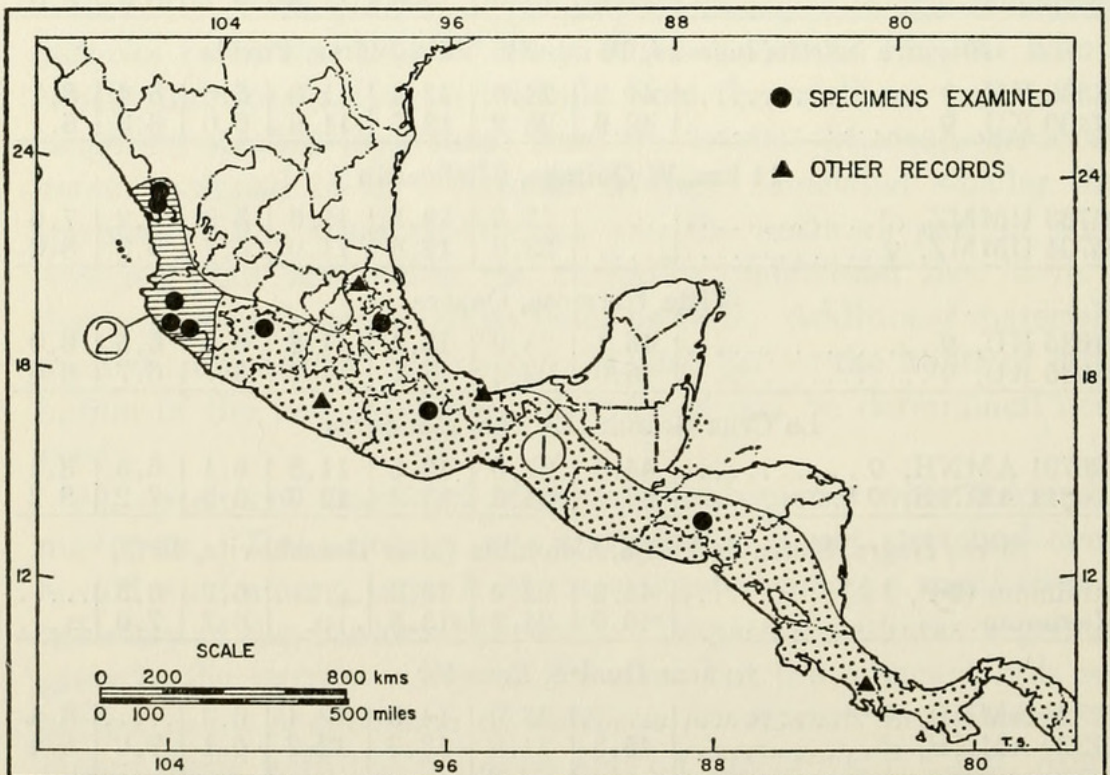 104 96 88 80
● SPECIMENS EXAMINED
24
▲ OTHER RECORDS
24
②
18
18
①
12
12
SCALE
0 200 800 kms
0 100 500 miles
T. S.
104 96 88 80